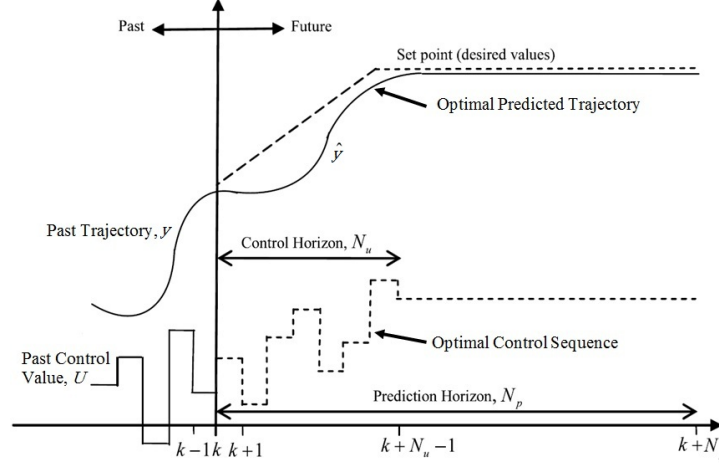 Past Future
Set point (desired values)
Optimal Predicted Trajectory
ŷ
Past Trajectory, y
Control Horizon, N_u
Past Control
Value, U
Optimal Control Sequence
Prediction Horizon, N_p
k−1 k k+1 k+N_u−1 k+N